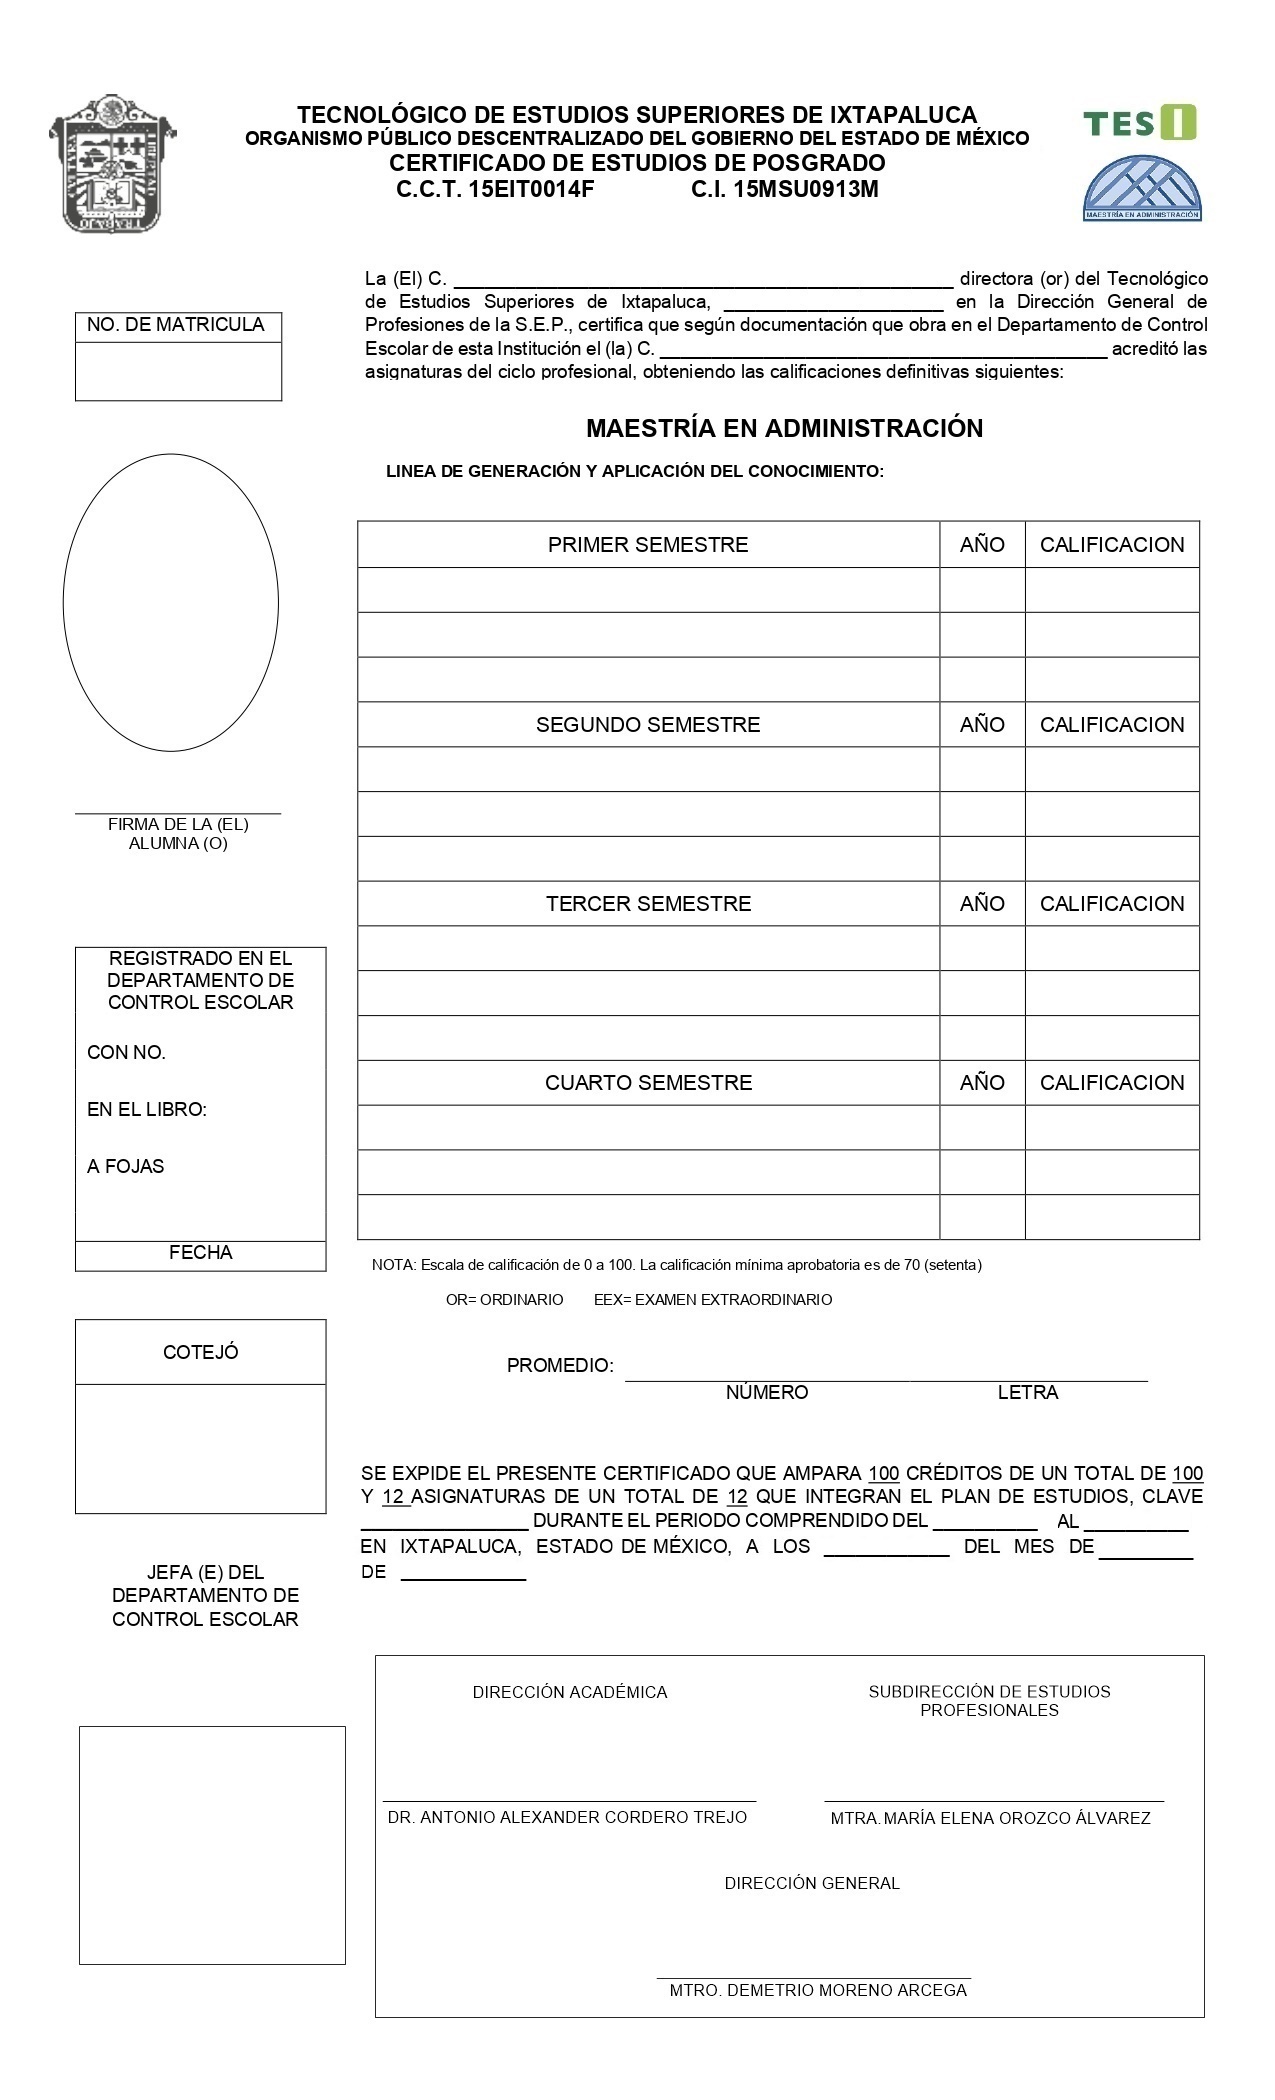 TECNOLÓGICO DE ESTUDIOS SUPERIORES DE IXTAPALUCA
ORGANISMO PÚBLICO DESCENTRALIZADO DEL GOBIERNO DEL ESTADO DE MÉXICO
CERTIFICADO DE ESTUDIOS DE POSGRADO
C.C.T. 15EIT0014F C.I. 15MSU0913M
TESI
MAESTRÍA EN ADMINISTRACIÓN
La (El) C. ____ directora (or) del Tecnológico
de Estudios Superiores de Ixtapaluca, ____ en la Dirección General de
Profesiones de la S.E.P., certifica que según documentación que obra en el Departamento de Control
Escolar de esta Institución el (la) C. ____ acreditó las
asignaturas del ciclo profesional, obteniendo las calificaciones definitivas siguientes:
NO. DE MATRICULA
MAESTRÍA EN ADMINISTRACIÓN
LINEA DE GENERACIÓN Y APLICACIÓN DEL CONOCIMIENTO:
PRIMER SEMESTRE AÑO CALIFICACION
SEGUNDO SEMESTRE AÑO CALIFICACION
TERCER SEMESTRE AÑO CALIFICACION
CUARTO SEMESTRE AÑO CALIFICACION
FIRMA DE LA (EL)
ALUMNA (O)
REGISTRADO EN EL
DEPARTAMENTO DE
CONTROL ESCOLAR
CON NO.
EN EL LIBRO:
A FOJAS
FECHA
NOTA: Escala de calificación de 0 a 100. La calificación mínima aprobatoria es de 70 (setenta)
OR= ORDINARIO EEX= EXAMEN EXTRAORDINARIO
COTEJÓ
PROMEDIO:
NÚMERO LETRA
SE EXPIDE EL PRESENTE CERTIFICADO QUE AMPARA 100 CRÉDITOS DE UN TOTAL DE 100
Y 12 ASIGNATURAS DE UN TOTAL DE 12 QUE INTEGRAN EL PLAN DE ESTUDIOS, CLAVE
____ DURANTE EL PERIODO COMPRENDIDO DEL ____ AL ____
EN IXTAPALUCA, ESTADO DE MÉXICO, A LOS ____ DEL MES DE ____
DE ____
JEFA (E) DEL
DEPARTAMENTO DE
CONTROL ESCOLAR
DIRECCIÓN ACADÉMICA
SUBDIRECCIÓN DE ESTUDIOS
PROFESIONALES
DR. ANTONIO ALEXANDER CORDERO TREJO
MTRA. MARÍA ELENA OROZCO ÁLVAREZ
DIRECCIÓN GENERAL
MTRO. DEMETRIO MORENO ARCEGA